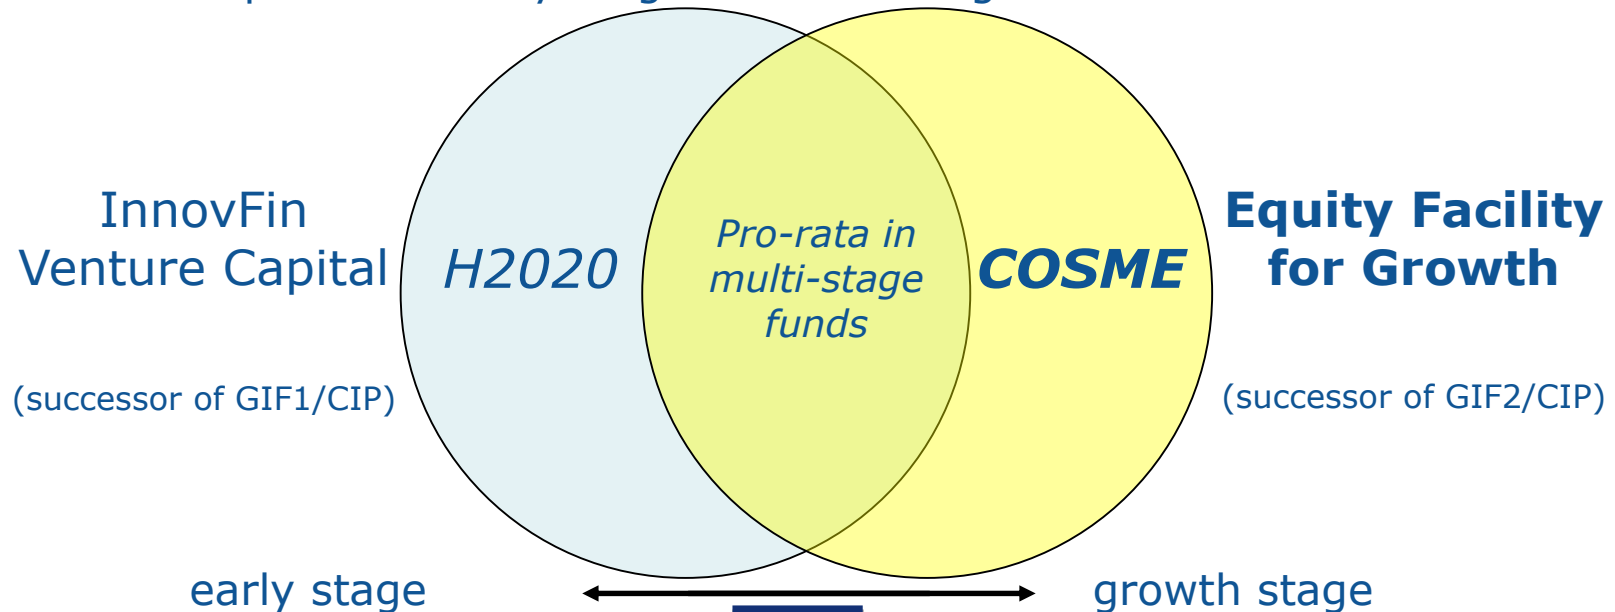 InnovFin
Venture Capital
H2020
Pro-rata in
multi-stage
funds
COSME
Equity Facility
for Growth
(successor of GIF1/CIP)
(successor of GIF2/CIP)
early stage
growth stage